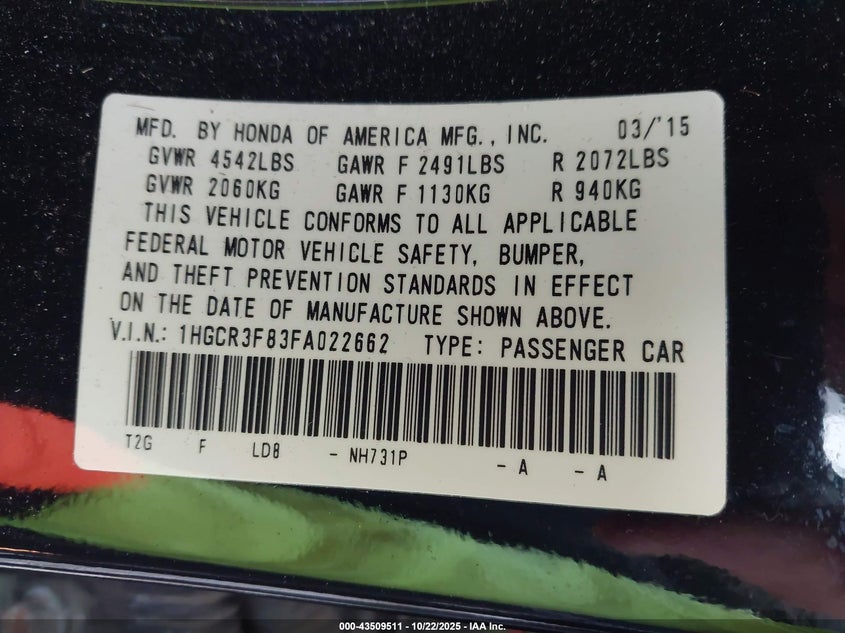 MFD. BY HONDA OF AMERICA MFG., INC. 03/'15
GVWR 4542LBS GAWR F 2491LBS R 2072LBS
GVWR 2060KG GAWR F 1130KG R 940KG
THIS VEHICLE CONFORMS TO ALL APPLICABLE
FEDERAL MOTOR VEHICLE SAFETY, BUMPER,
AND THEFT PREVENTION STANDARDS IN EFFECT
ON THE DATE OF MANUFACTURE SHOWN ABOVE.
V.I.N.: 1HGCR3F83FA022662 TYPE: PASSENGER CAR
T2G F LD8 - NH731P - A - A
000-43509511 - 10/22/2025 - IAA Inc.